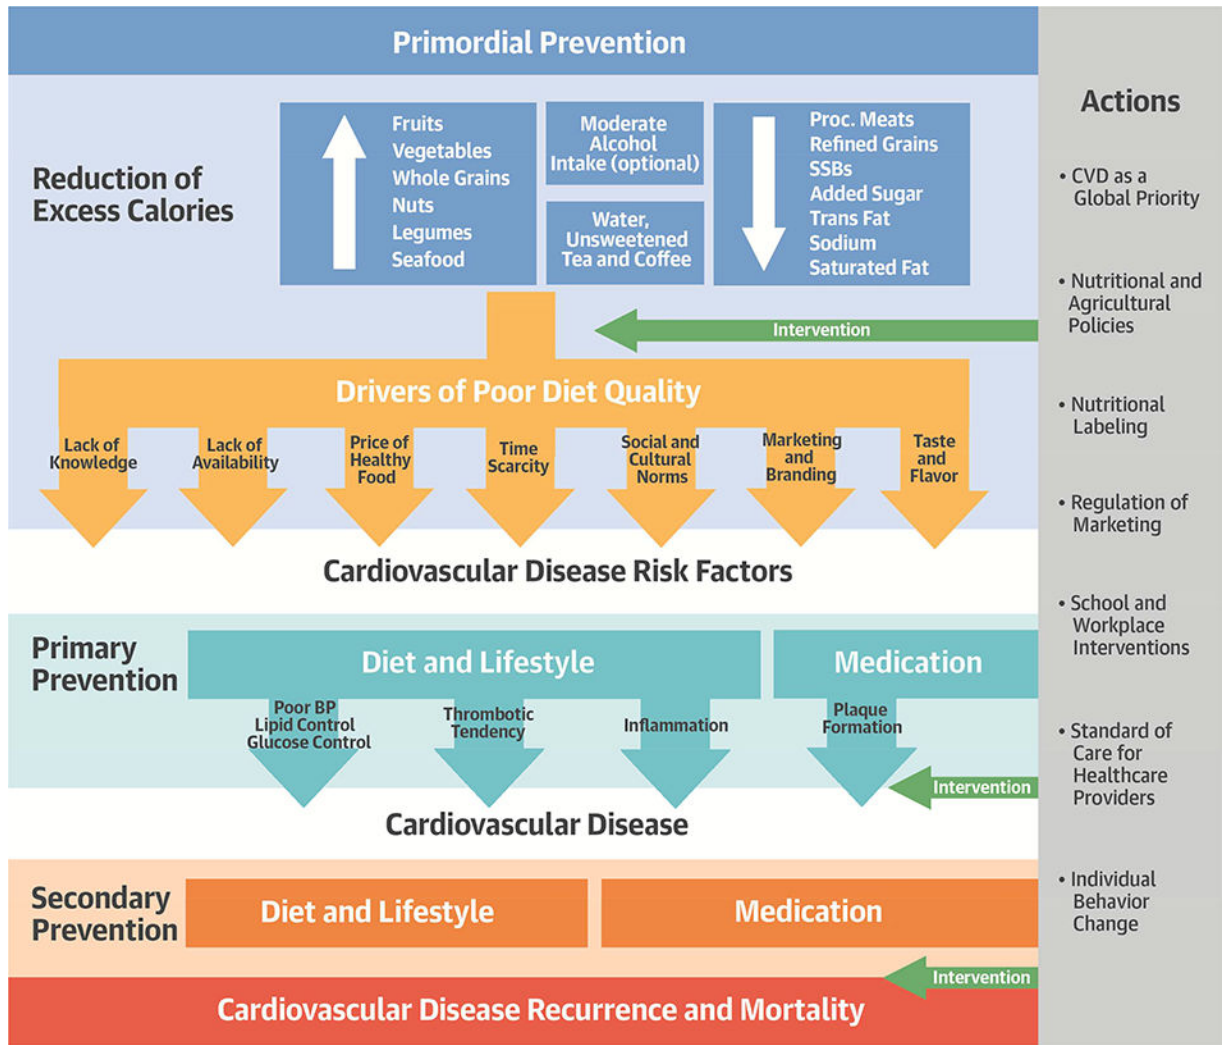 Primordial Prevention
Reduction of
Excess Calories
Fruits
Vegetables
Whole Grains
Nuts
Legumes
Seafood
Moderate
Alcohol
Intake (optional)
Water,
Unsweetened
Tea and Coffee
Proc. Meats
Refined Grains
SSBs
Added Sugar
Trans Fat
Sodium
Saturated Fat
Intervention
Drivers of Poor Diet Quality
Lack of
Knowledge
Lack of
Availability
Price of
Healthy
Food
Time
Scarcity
Social and
Cultural
Norms
Marketing
and
Branding
Taste
and
Flavor
Cardiovascular Disease Risk Factors
Primary
Prevention
Diet and Lifestyle
Medication
Poor BP
Lipid Control
Glucose Control
Thrombotic
Tendency
Inflammation
Plaque
Formation
Intervention
Cardiovascular Disease
Secondary
Prevention
Diet and Lifestyle
Medication
Intervention
Cardiovascular Disease Recurrence and Mortality
Actions
• CVD as a
Global Priority
• Nutritional and
Agricultural
Policies
• Nutritional
Labeling
• Regulation of
Marketing
• School and
Workplace
Interventions
• Standard of
Care for
Healthcare
Providers
• Individual
Behavior
Change